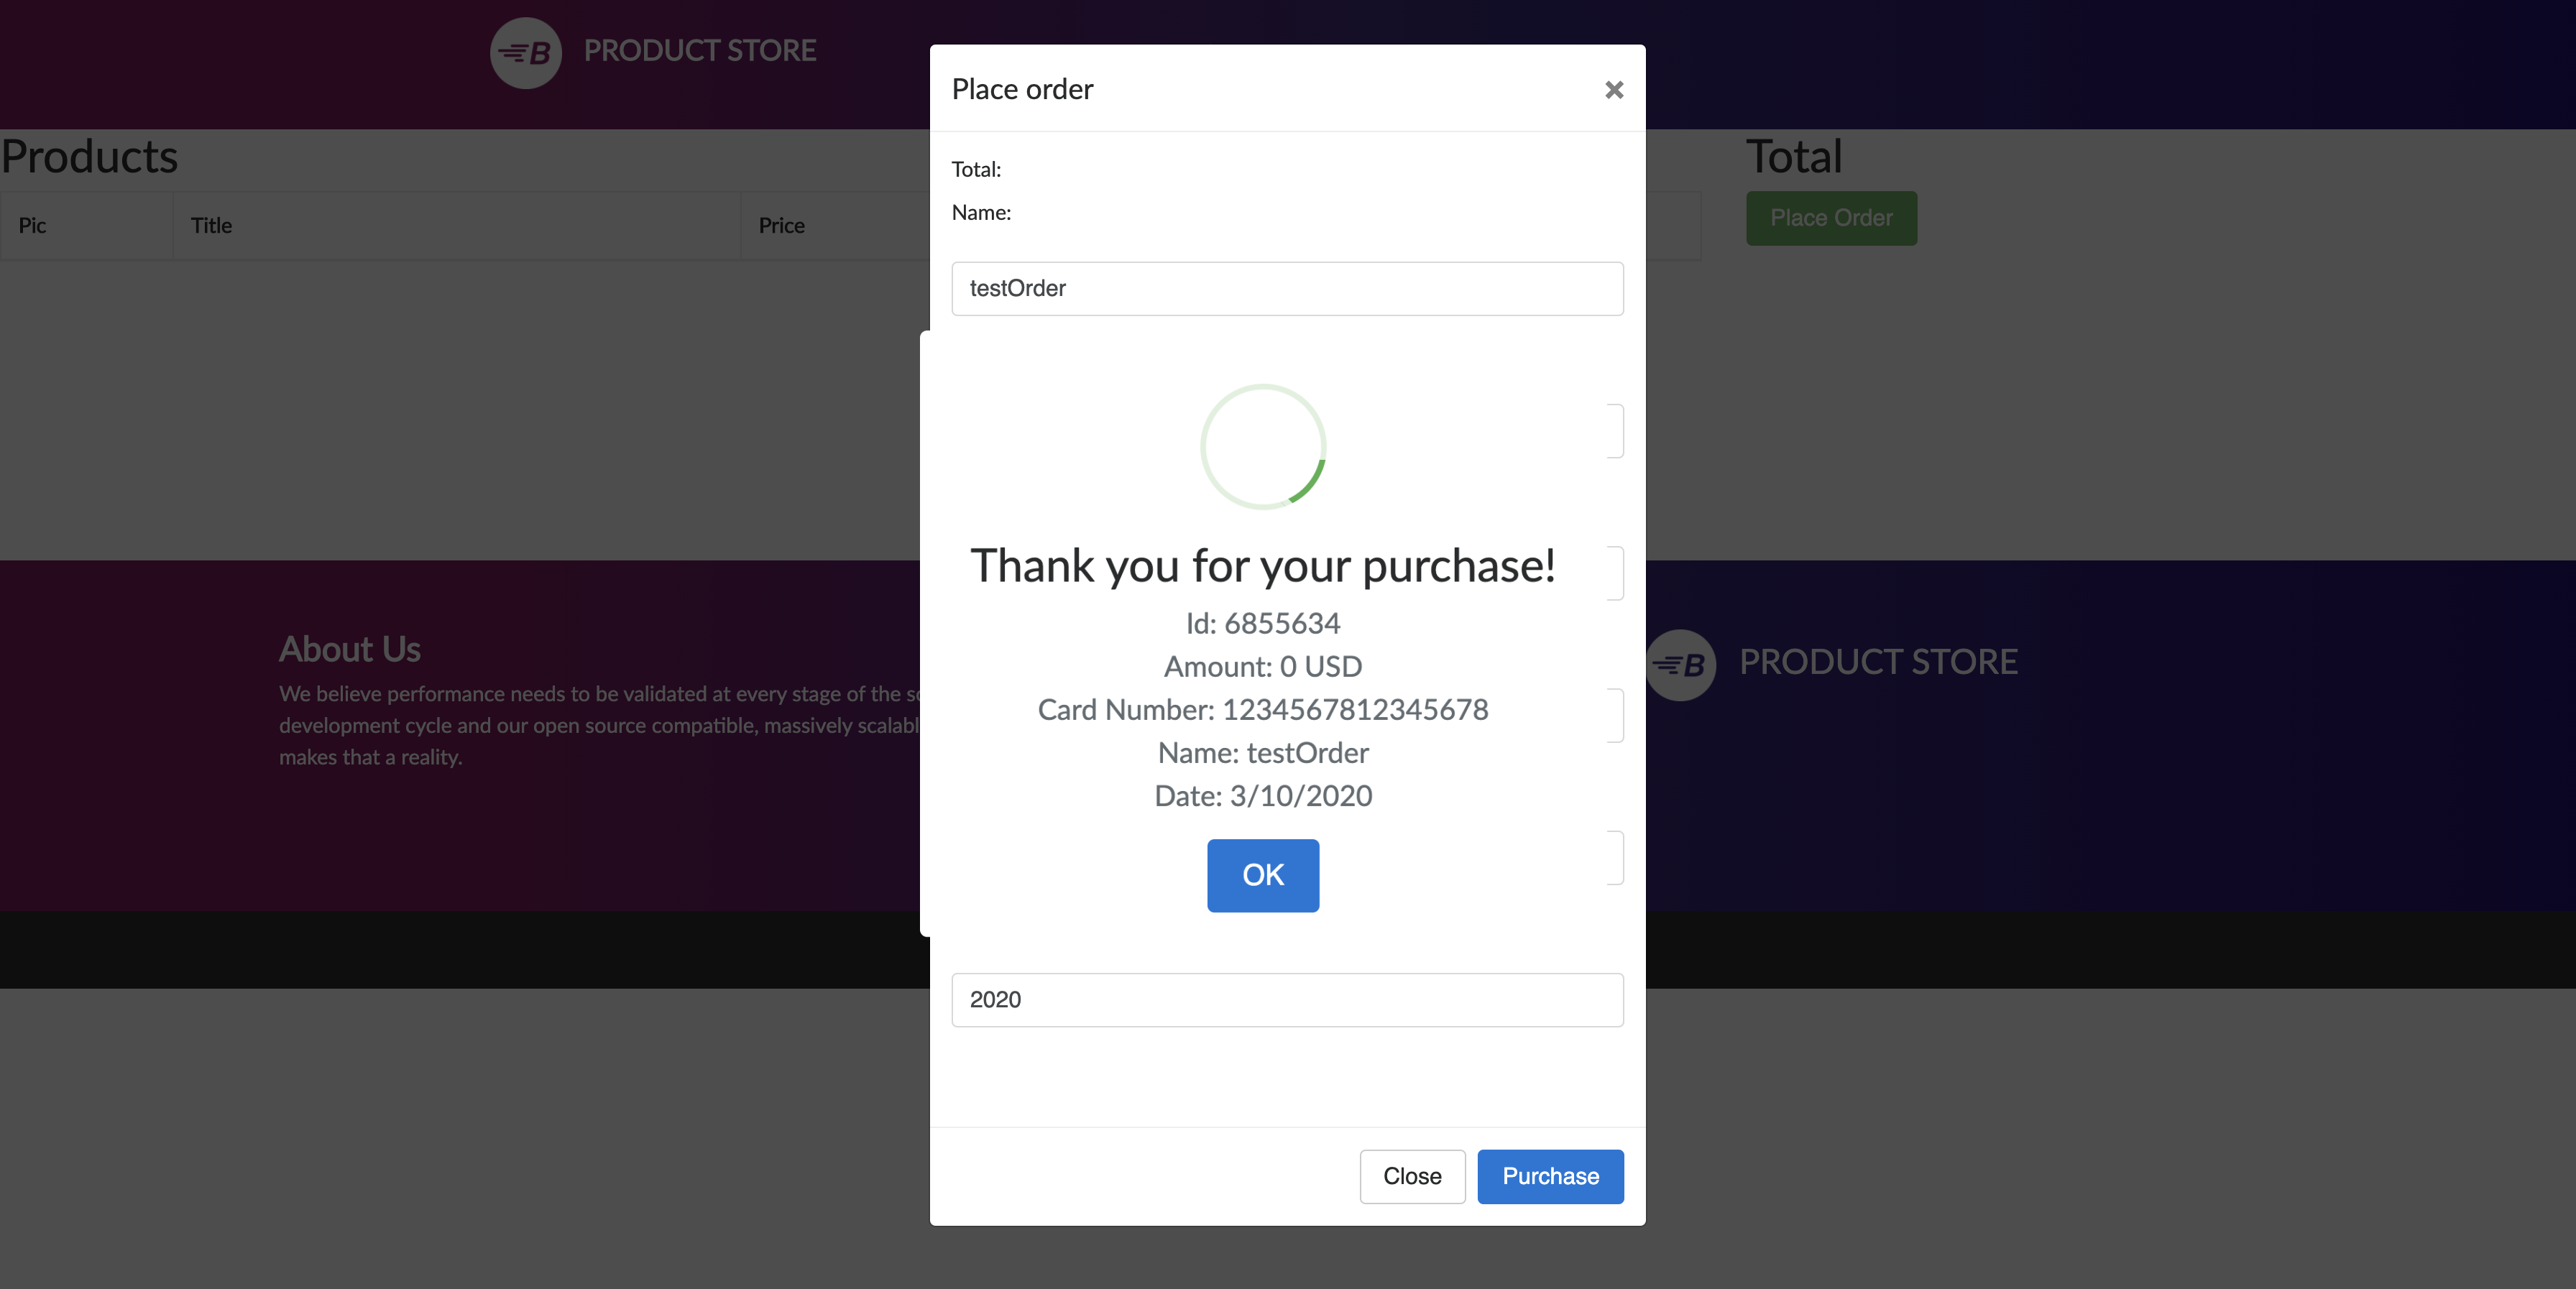 B PRODUCT STORE
Place order
×
Products
Total
Total:
Pic Title Price
Name:
Place Order
testOrder
Thank you for your purchase!
Id: 6855634
Amount: 0 USD
Card Number: 1234567812345678
Name: testOrder
Date: 3/10/2020
OK
About Us
We believe performance needs to be validated at every stage of the
development cycle and our open source compatible, massively
makes that a reality.
B PRODUCT STORE
2020
Close Purchase